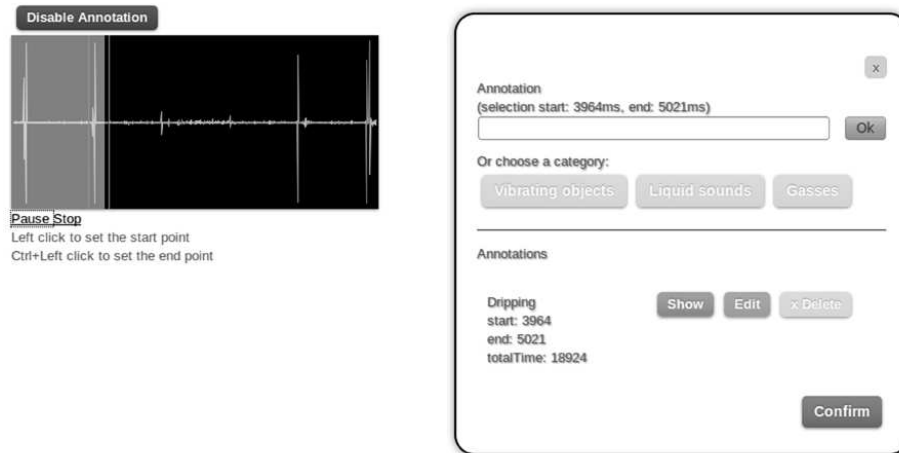 Disable Annotation
Pause Stop
Left click to set the start point
Ctrl+Left click to set the end point
x
Annotation
(selection start: 3964ms, end: 5021ms)
Ok
Or choose a category:
Vibrating objects Liquid sounds Gasses
Annotations
Dripping Show Edit x Delete
start: 3964
end: 5021
totalTime: 18924
Confirm